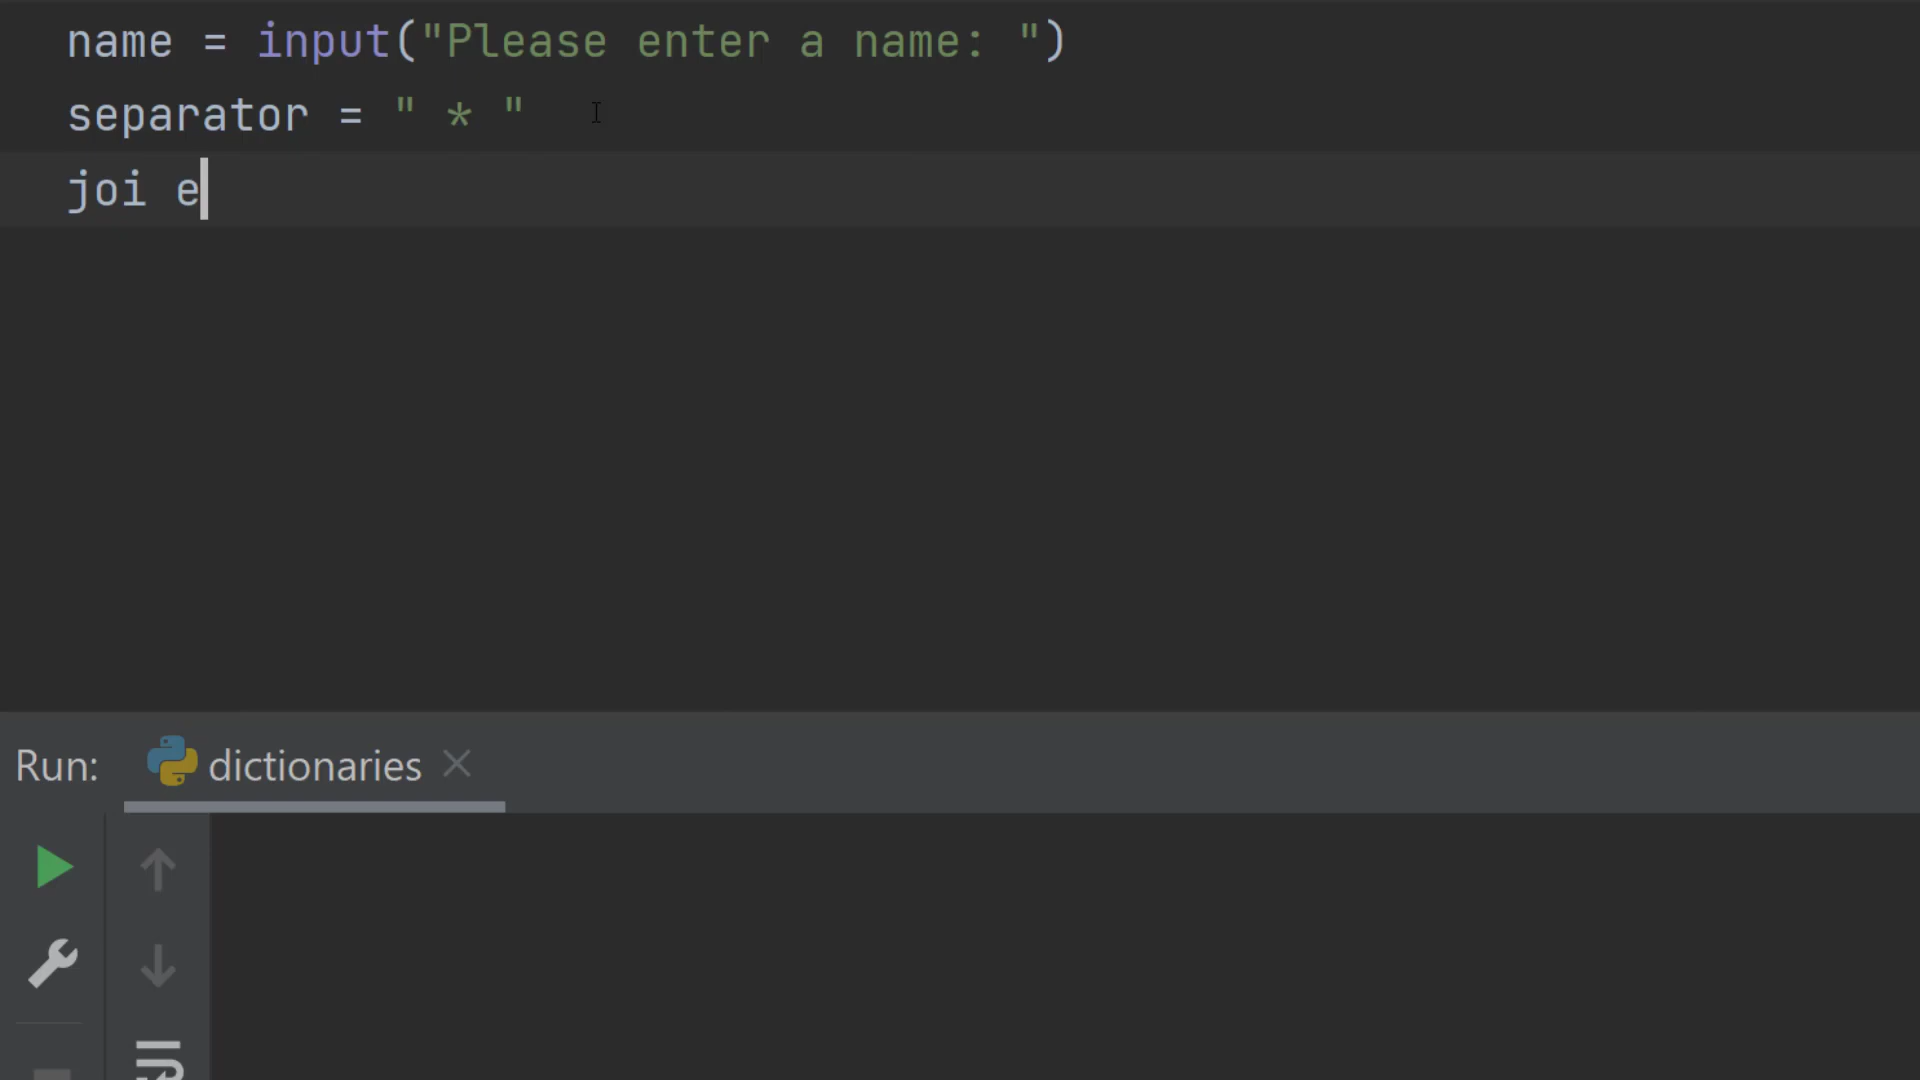 name = input("Please enter a name: ")
separator = " * "
joi e
Run: dictionaries